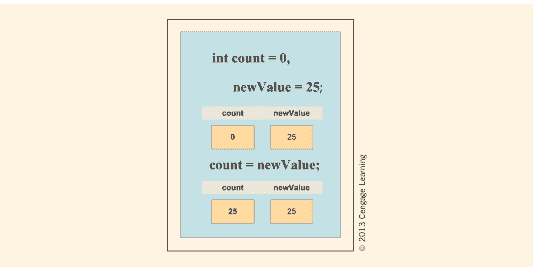 int count = 0,
newValue = 25;
count newValue
0 25
count = newValue;
count newValue
25 25
© 2013 Cengage Learning